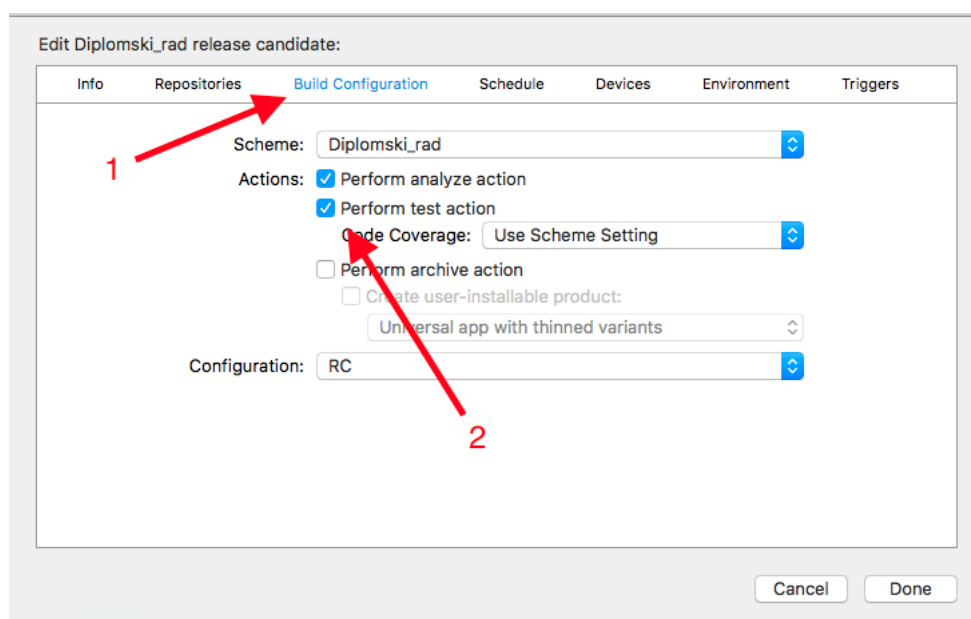 Edit Diplomski_rad release candidate:
Info Repositories Build Configuration Schedule Devices Environment Triggers
1
Scheme: Diplomski_rad
Actions: Perform analyze action
Perform test action
Code Coverage: Use Scheme Setting
Perform archive action
Create user-installable product:
Universal app with thinned variants
Configuration: RC
2
Cancel Done